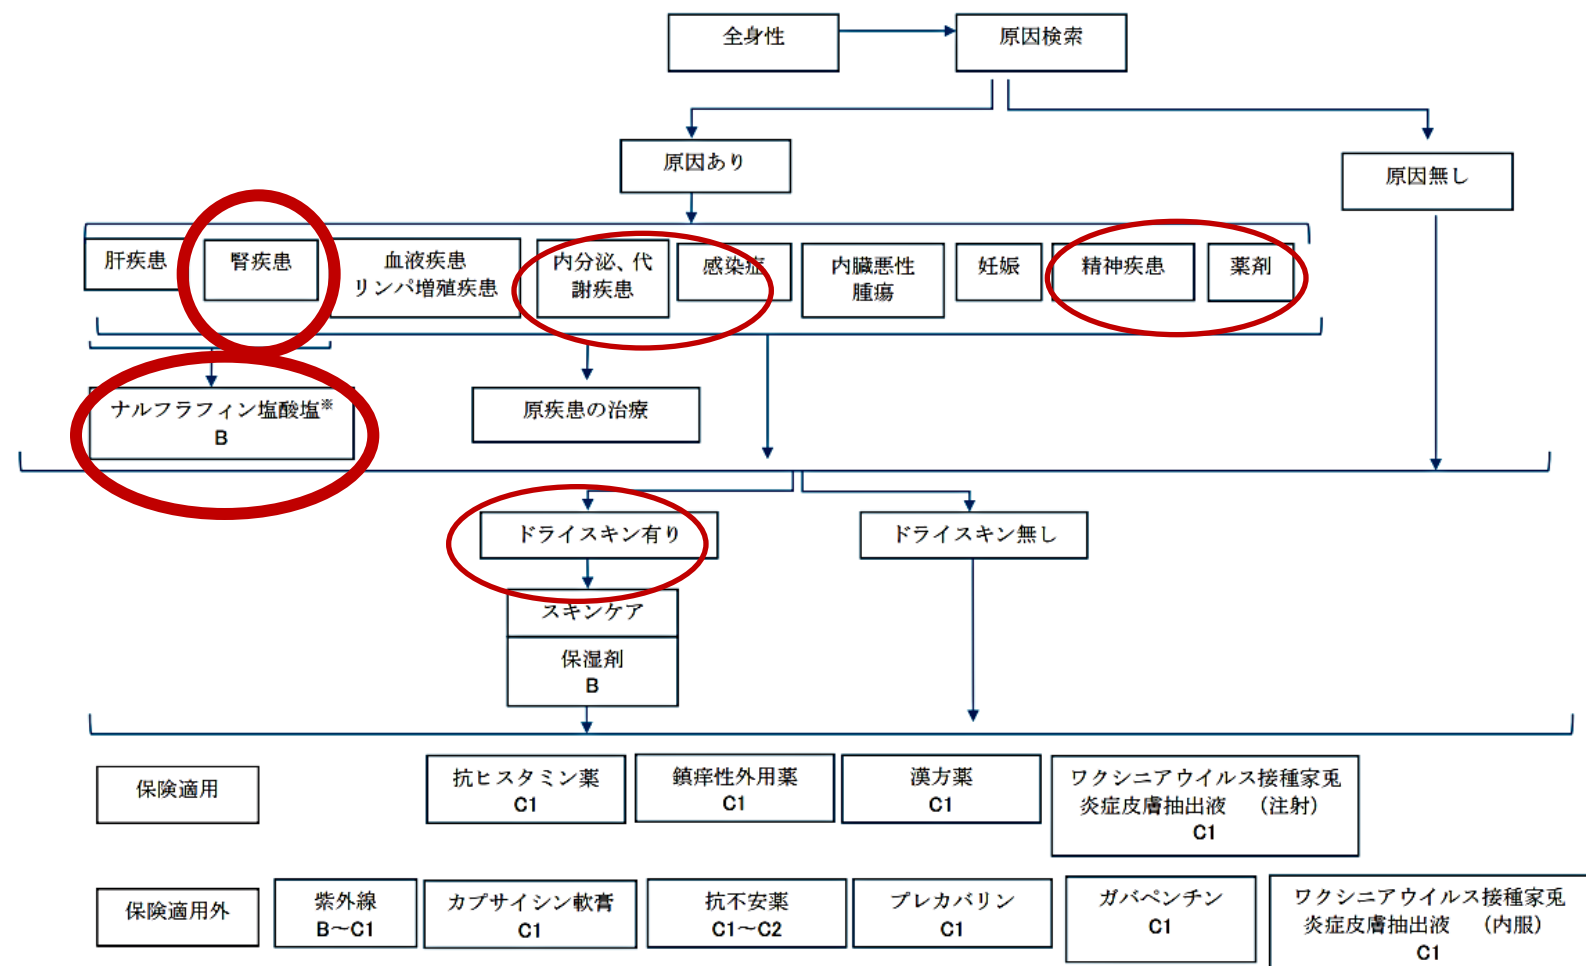 全身性
原因検索
原因あり
原因無し
肝疾患
腎疾患
血液疾患
リンパ増殖疾患
内分泌、代
謝疾患
感染症
内臓悪性
腫瘍
妊娠
精神疾患
薬剤
ナルフラフィン塩酸塩※
B
原疾患の治療
ドライスキン有り
ドライスキン無し
スキンケア
保湿剤
B
保険適用
抗ヒスタミン薬
C1
鎮痒性外用薬
C1
漢方薬
C1
ワクシニアウイルス接種家兎
炎症皮膚抽出液 （注射）
C1
保険適用外
紫外線
B～C1
カプサイシン軟膏
C1
抗不安薬
C1～C2
プレカバリン
C1
ガバペンチン
C1
ワクシニアウイルス接種家兎
炎症皮膚抽出液 （内服）
C1